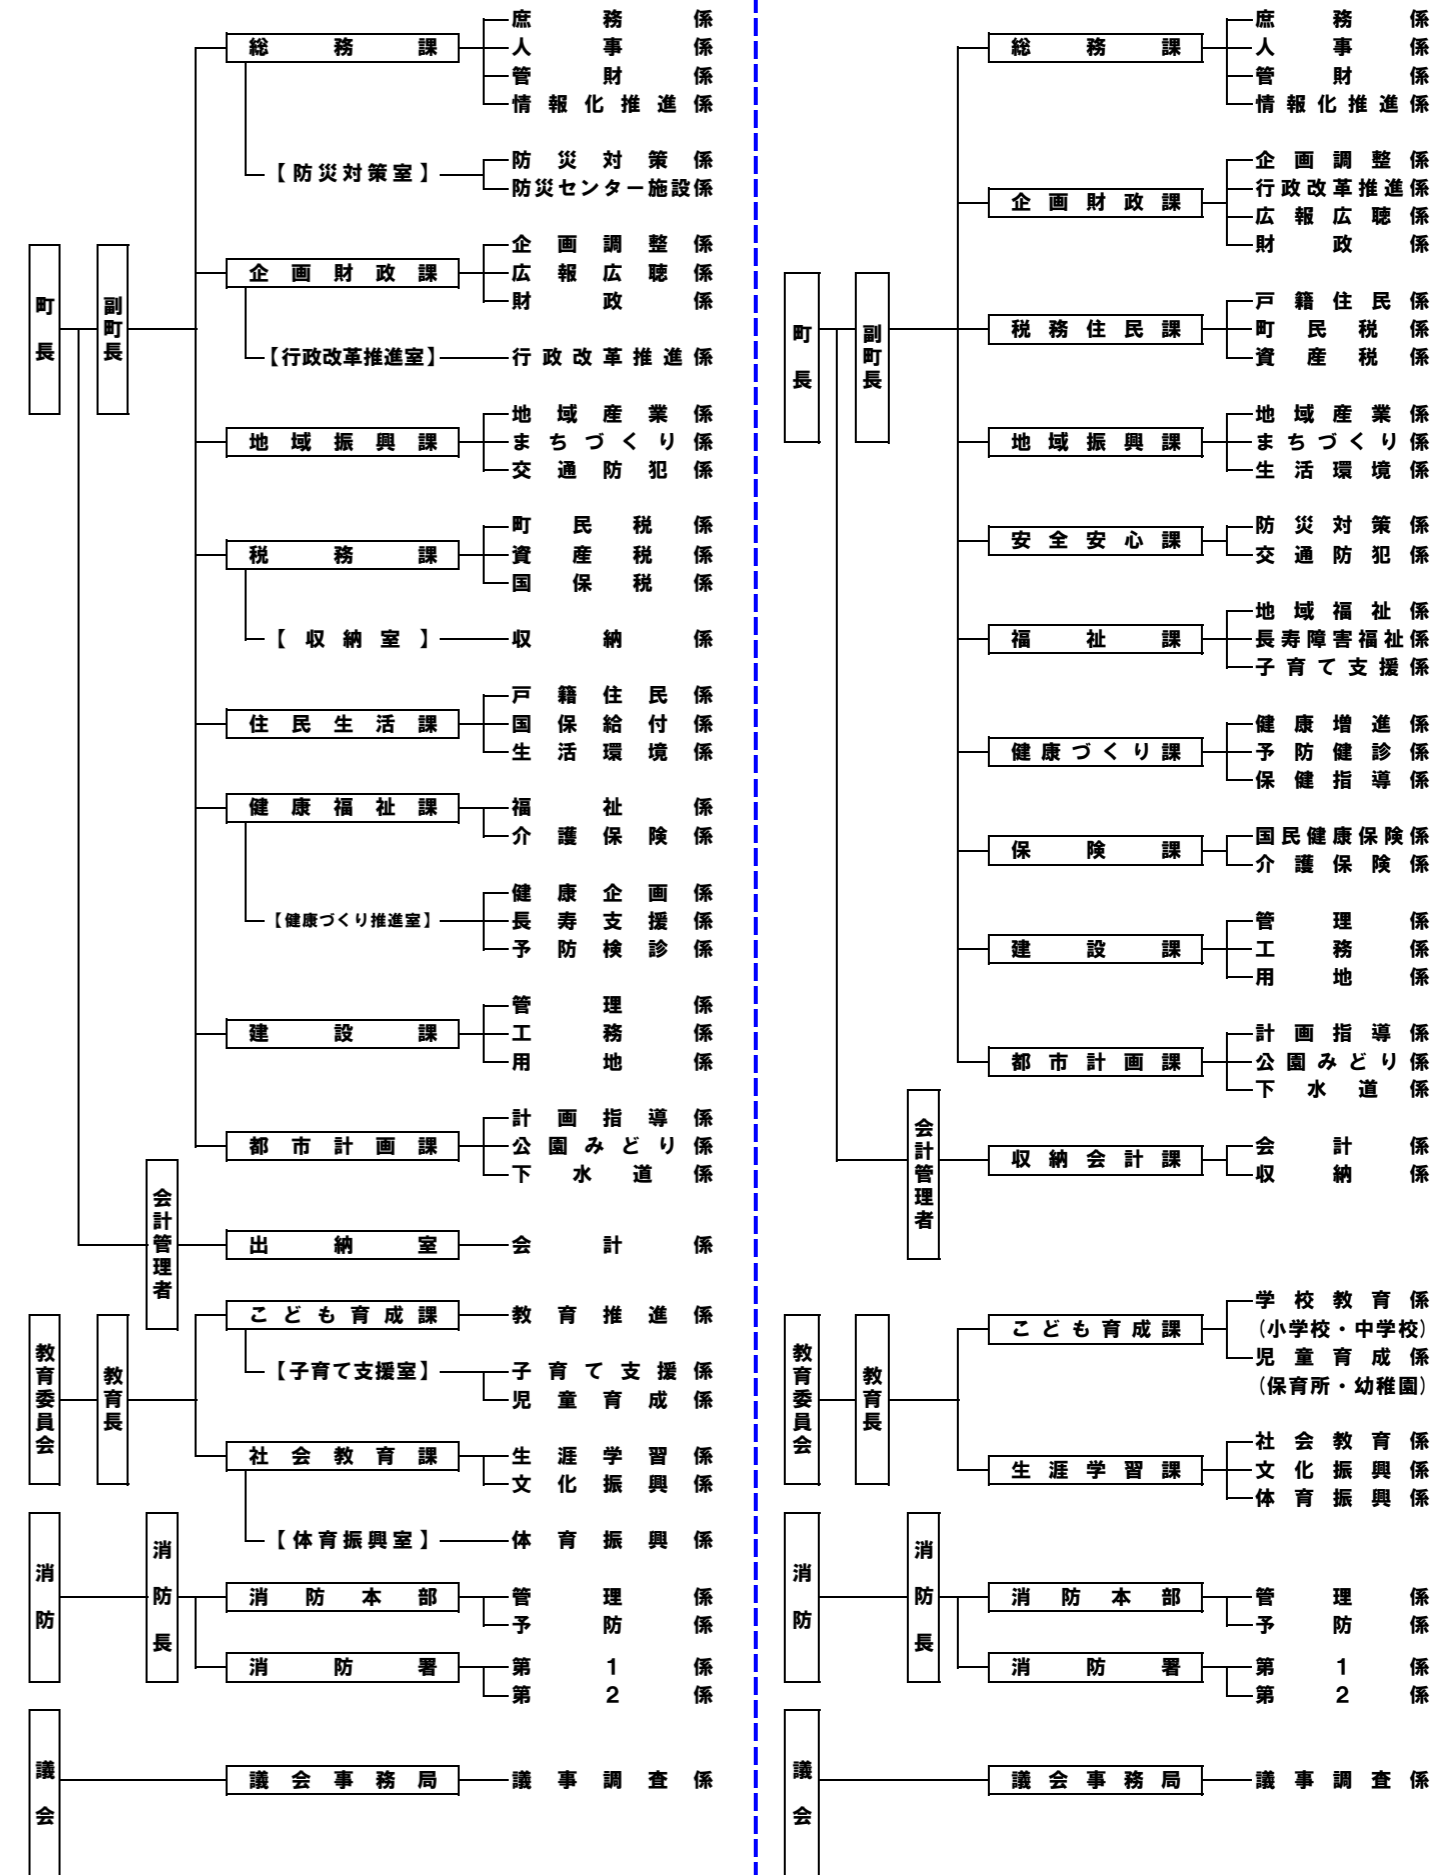 町長
副町長
総務課
庶務係
人事係
管財係
情報化推進係
【防災対策室】
防災対策係
防災センター施設係
企画財政課
企画調整係
広報広聴係
財政係
【行政改革推進室】
行政改革推進係
地域振興課
地域産業係
まちづくり係
交通防犯係
税務課
町民税係
資産税係
国保税係
【収納室】
収納係
住民生活課
戸籍住民係
国保給付係
生活環境係
健康福祉課
福祉係
介護保険係
【健康づくり推進室】
健康企画係
長寿支援係
予防検診係
建設課
管理係
工務係
用地係
都市計画課
計画指導係
公園みどり係
下水道係
会計管理者
出納室
会計係
教育委員会
教育長
こども育成課
教育推進係
【子育て支援室】
子育て支援係
児童育成係
社会教育課
生涯学習係
文化振興係
【体育振興室】
体育振興係
消防
消防長
消防本部
管理係
予防係
消防署
第1係
第2係
議会
議会事務局
議事調査係
町長
副町長
総務課
庶務係
人事係
管財係
情報化推進係
企画財政課
企画調整係
行政改革推進係
広報広聴係
財政係
税務住民課
戸籍住民係
町民税係
資産税係
地域振興課
地域産業係
まちづくり係
生活環境係
安全安心課
防災対策係
交通防犯係
福祉課
地域福祉係
長寿障害福祉係
子育て支援係
健康づくり課
健康増進係
予防健診係
保健指導係
保険課
国民健康保険係
介護保険係
建設課
管理係
工務係
用地係
都市計画課
計画指導係
公園みどり係
下水道係
会計管理者
収納会計課
会計係
収納係
教育委員会
教育長
こども育成課
学校教育係
(小学校・中学校)
児童育成係
(保育所・幼稚園)
生涯学習課
社会教育係
文化振興係
体育振興係
消防
消防長
消防本部
管理係
予防係
消防署
第1係
第2係
議会
議会事務局
議事調査係